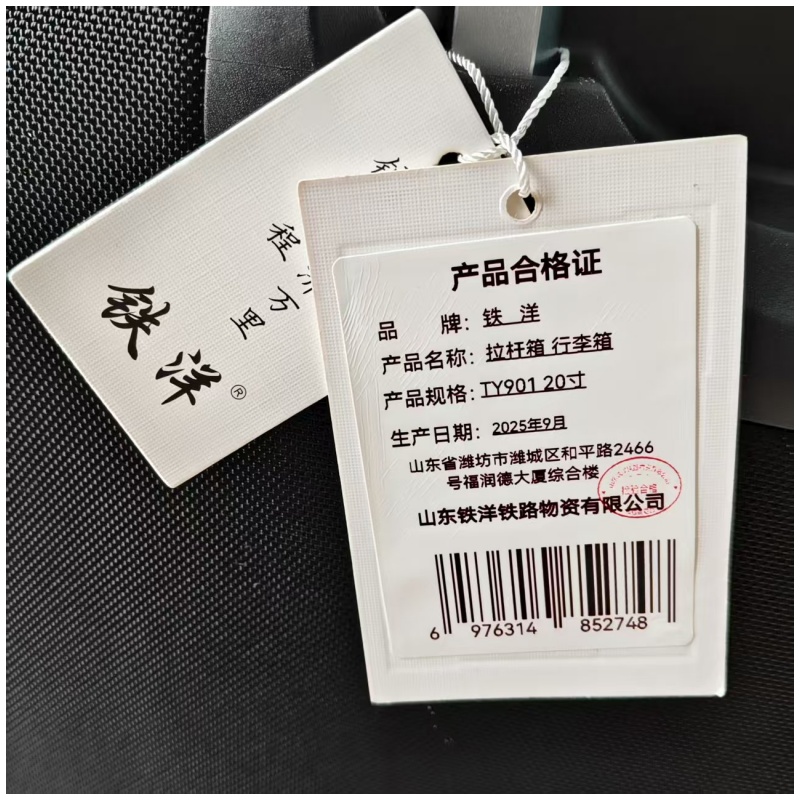 铁洋®
程万里
产品合格证
品 牌：铁 洋
产品名称：拉杆箱 行李箱
产品规格：TY901 20寸
生产日期：2025年9月
山东省潍坊市潍城区和平路2466
号福润德大厦综合楼
检验合格
山东铁洋铁路物资有限公司
6 976314 852748